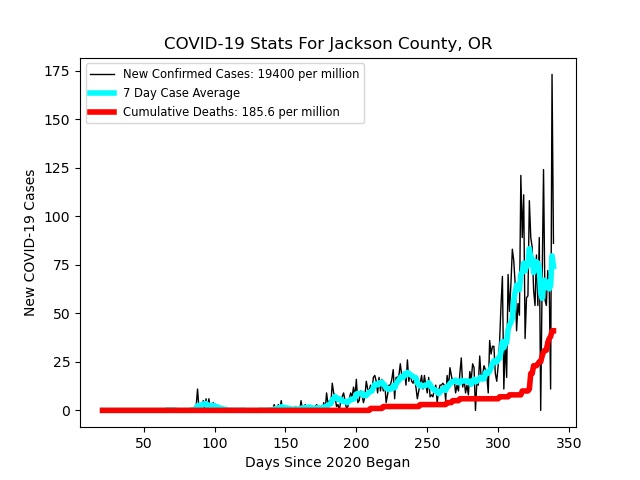 COVID-19 Stats For Jackson County, OR
New Confirmed Cases: 19400 per million
7 Day Case Average
Cumulative Deaths: 185.6 per million
New COVID-19 Cases
175
150
125
100
75
50
25
0
50 100 150 200 250 300 350
Days Since 2020 Began